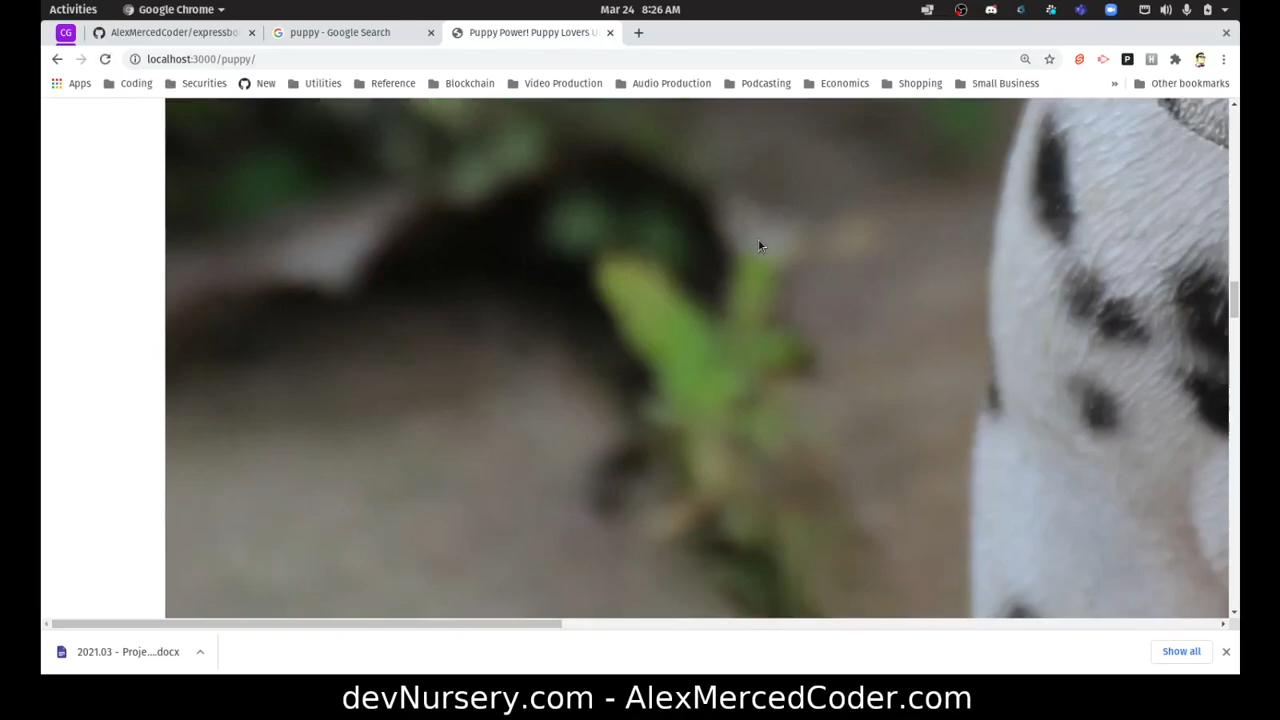 Activities Google Chrome Mar 24 8:26 AM
CG AlexMercedCoder/expressbo puppy - Google Search Puppy Power! Puppy Lovers U
localhost:3000/puppy/
Apps Coding Securities New Utilities Reference Blockchain Video Production Audio Production Podcasting Economics Shopping Small Business » Other bookmarks
2021.03 - Proje....docx Show all
devNursery.com - AlexMercedCoder.com